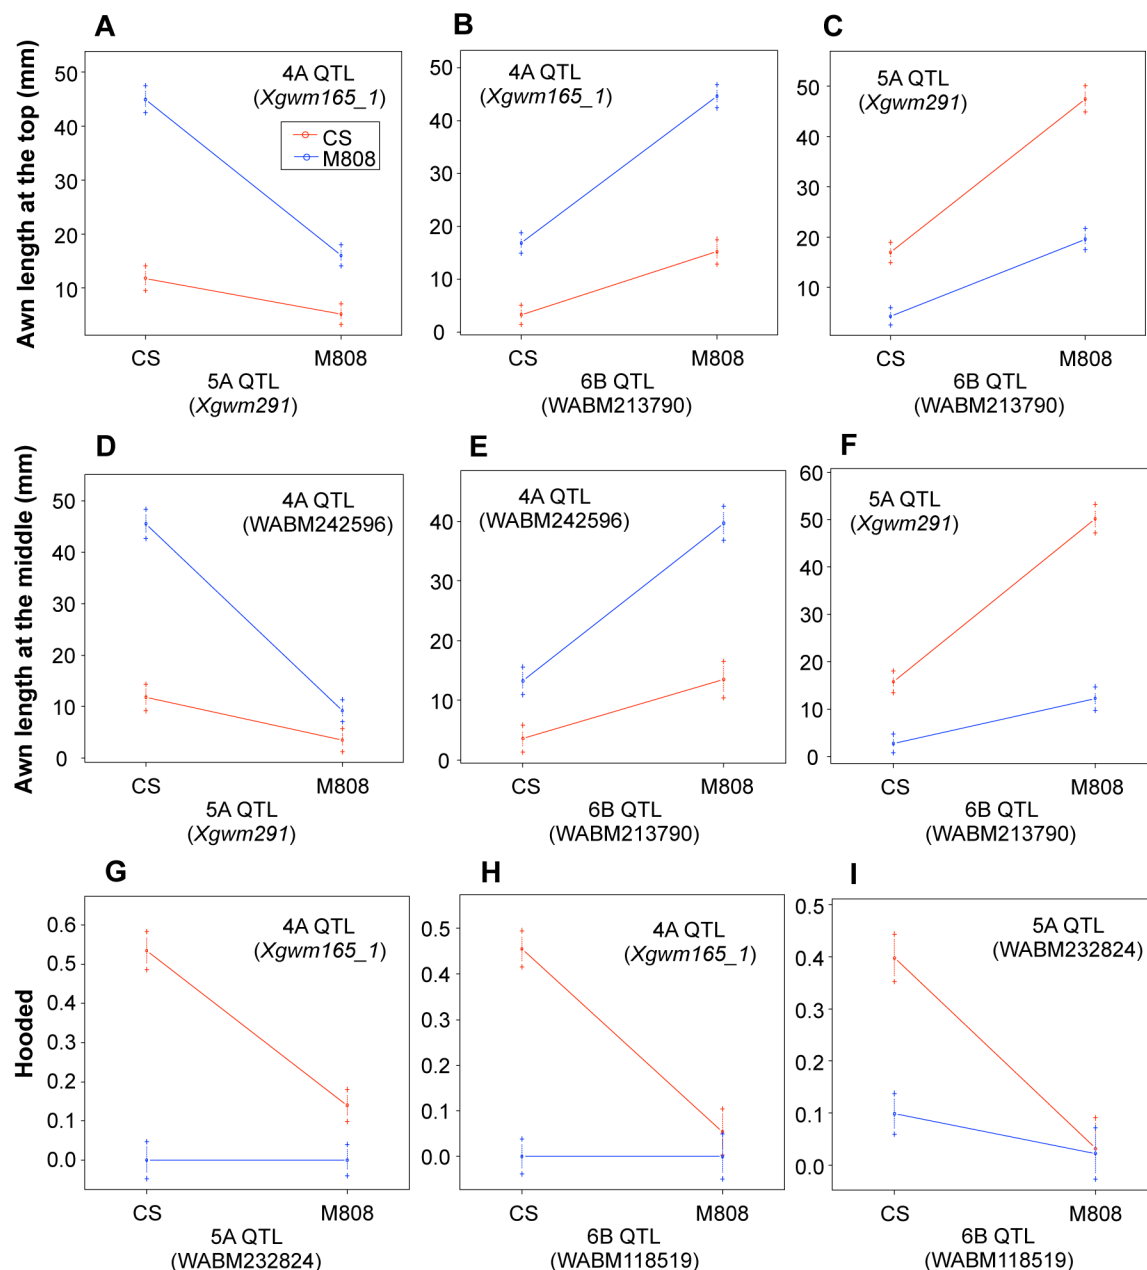 A
B
C
Awn length at the top (mm)
50
40
30
20
10
4A QTL
(Xgwm165_1)
CS
M808
CS
M808
5A QTL
(Xgwm291)
50
40
30
20
10
0
4A QTL
(Xgwm165_1)
CS
M808
6B QTL
(WABM213790)
50
40
30
20
10
5A QTL
(Xgwm291)
CS
M808
6B QTL
(WABM213790)
D
E
F
Awn length at the middle (mm)
50
40
30
20
10
0
4A QTL
(WABM242596)
CS
M808
5A QTL
(Xgwm291)
40
30
20
10
0
4A QTL
(WABM242596)
CS
M808
6B QTL
(WABM213790)
60
50
40
30
20
10
0
5A QTL
(Xgwm291)
CS
M808
6B QTL
(WABM213790)
G
H
I
Hooded
0.6
0.5
0.4
0.3
0.2
0.1
0.0
4A QTL
(Xgwm165_1)
CS
M808
5A QTL
(WABM232824)
0.5
0.4
0.3
0.2
0.1
0.0
4A QTL
(Xgwm165_1)
CS
M808
6B QTL
(WABM118519)
0.5
0.4
0.3
0.2
0.1
0.0
5A QTL
(WABM232824)
CS
M808
6B QTL
(WABM118519)